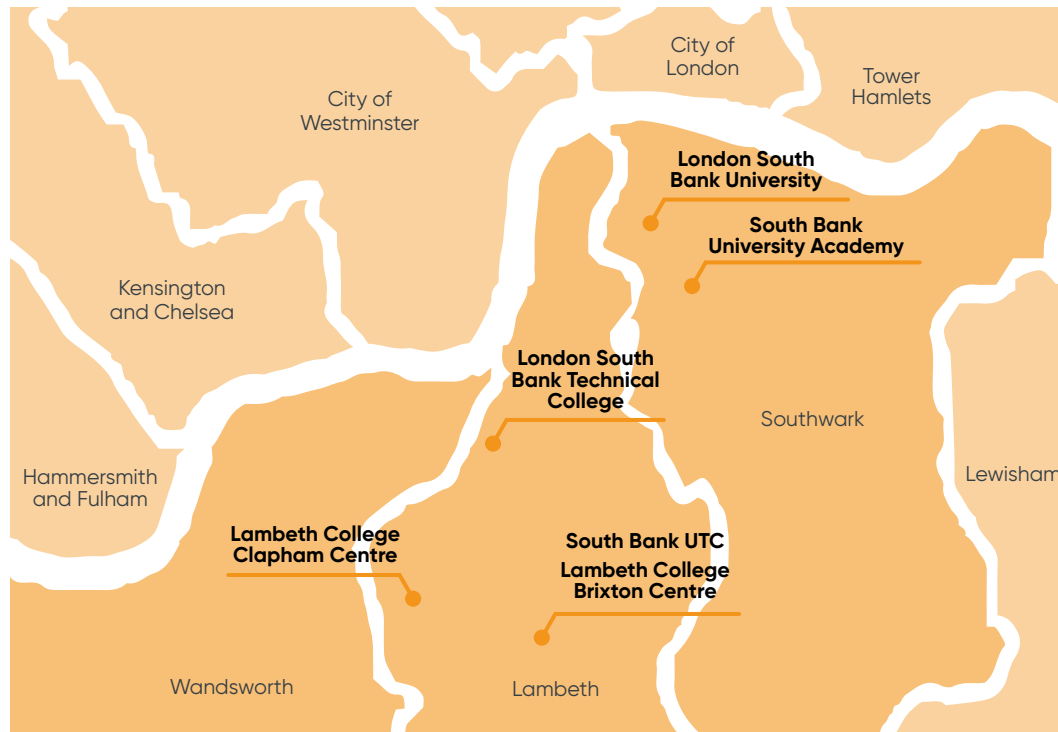 City of
London
Tower
Hamlets
City of
Westminster
London South
Bank University
South Bank
University Academy
Kensington
and Chelsea
London South
Bank Technical
College
Southwark
Hammersmith
and Fulham
Lewisham
Lambeth College
Clapham Centre
South Bank UTC
Lambeth College
Brixton Centre
Wandsworth
Lambeth